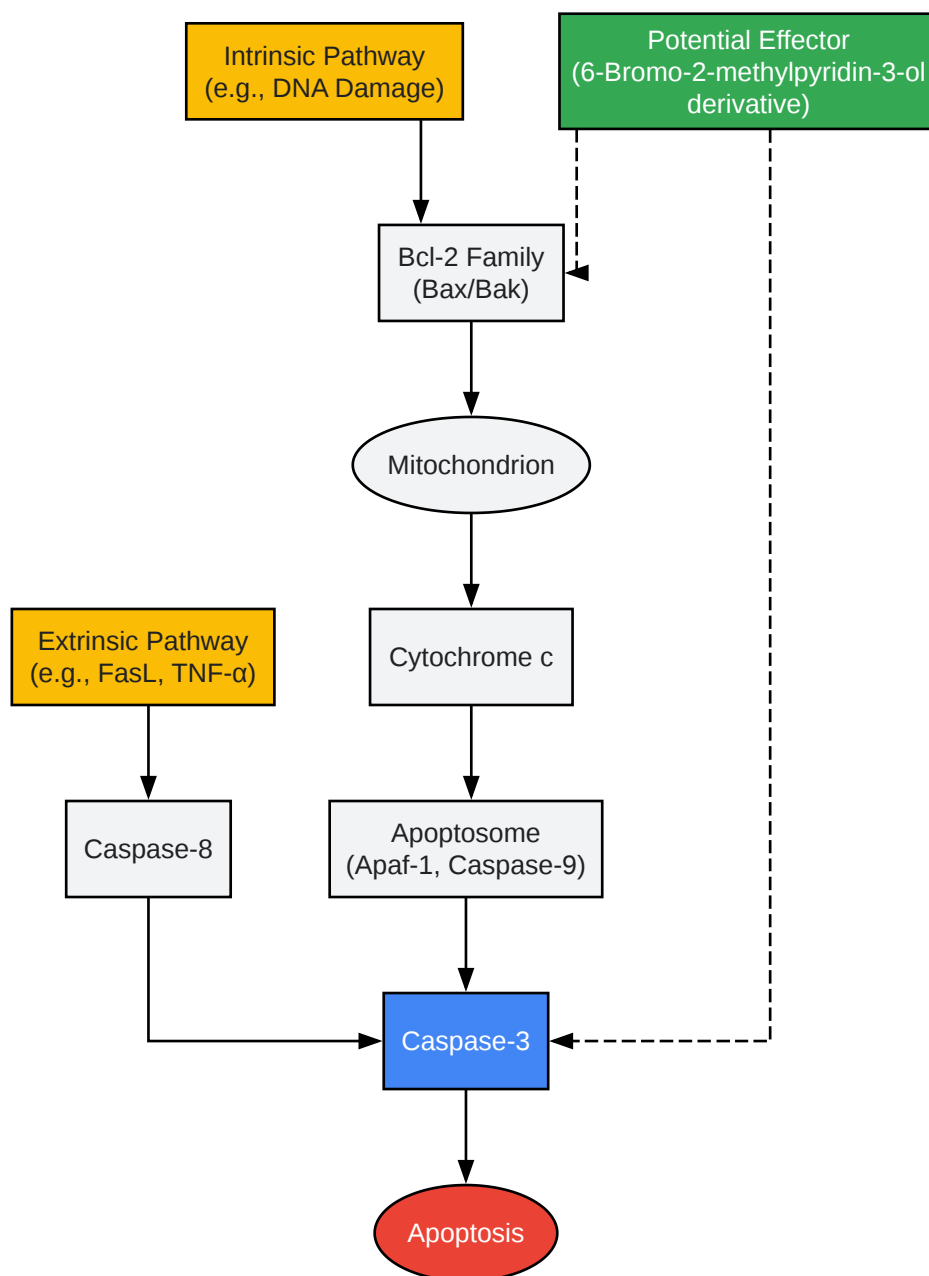 Intrinsic Pathway
(e.g., DNA Damage)
Potential Effector
(6-Bromo-2-methylpyridin-3-ol
derivative)
Bcl-2 Family
(Bax/Bak)
Mitochondrion
Extrinsic Pathway
(e.g., FasL, TNF-α)
Cytochrome c
Caspase-8
Apoptosome
(Apaf-1, Caspase-9)
Caspase-3
Apoptosis